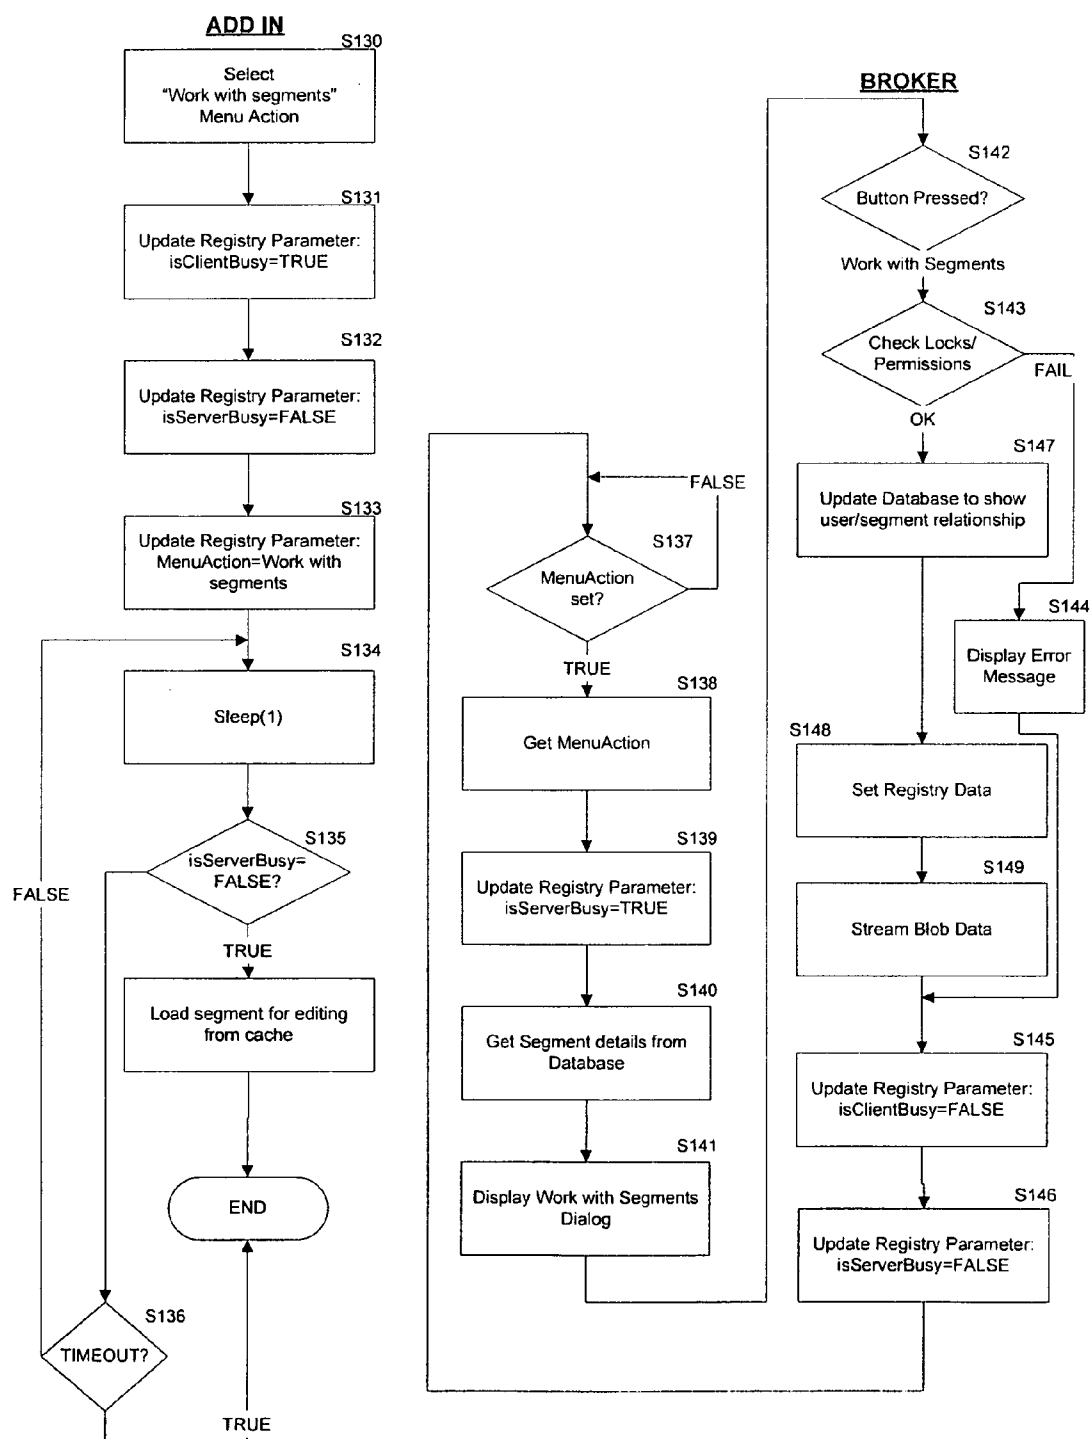 ADD IN
S130
Select
"Work with segments"
Menu Action
S131
Update Registry Parameter:
isClientBusy=TRUE
S132
Update Registry Parameter:
isServerBusy=FALSE
S133
Update Registry Parameter:
MenuAction=Work with
segments
S134
Sleep(1)
S135
isServerBusy=
FALSE?
FALSE
TRUE
Load segment for editing
from cache
END
S136
TIMEOUT?
TRUE
FALSE
S137
MenuAction
set?
TRUE
S138
Get MenuAction
S139
Update Registry Parameter:
isServerBusy=TRUE
S140
Get Segment details from
Database
S141
Display Work with Segments
Dialog
BROKER
S142
Button Pressed?
Work with Segments
S143
Check Locks/
Permissions
FAIL
OK
S147
Update Database to show
user/segment relationship
S144
Display Error
Message
S148
Set Registry Data
S149
Stream Blob Data
S145
Update Registry Parameter:
isClientBusy=FALSE
S146
Update Registry Parameter:
isServerBusy=FALSE